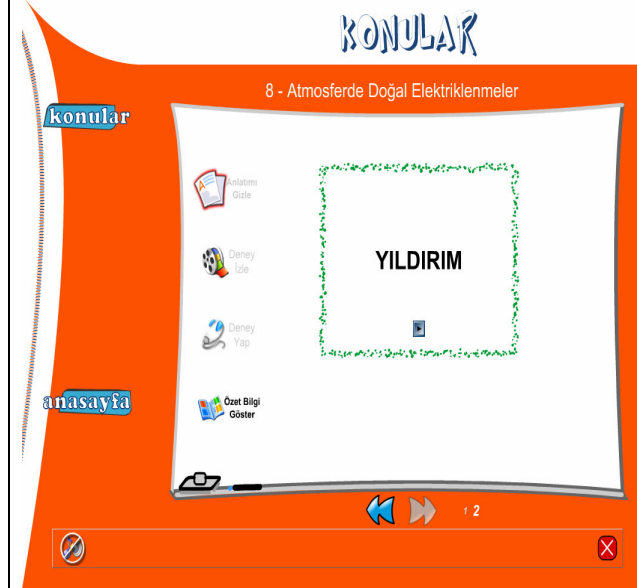 KONULAR
8 - Atmosferde Doğal Elektriklenmeler
konular
Anlatımı
Gizle
Deney
İzle
YILDIRIM
Deney
Yap
anasayfa
Özet Bilgi
Göster
1 2